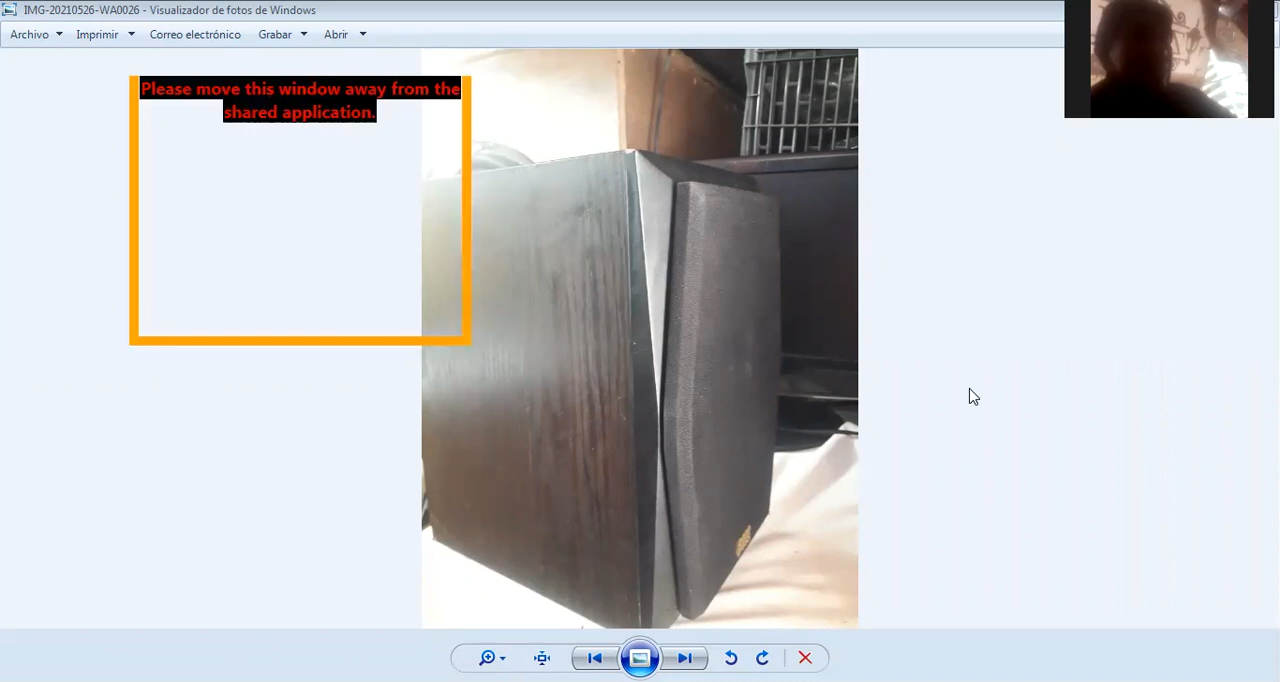 IMG-20210526-WA0026 - Visualizador de fotos de Windows
Archivo Imprimir Correo electrónico Grabar Abrir
Please move this window away from the
shared application.